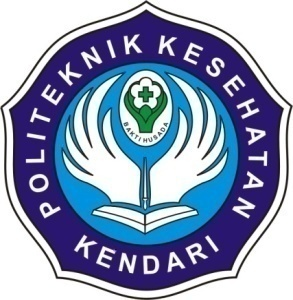 POLITEKNIK KESEHATAN
KENDARI
BAKTI HUSADA